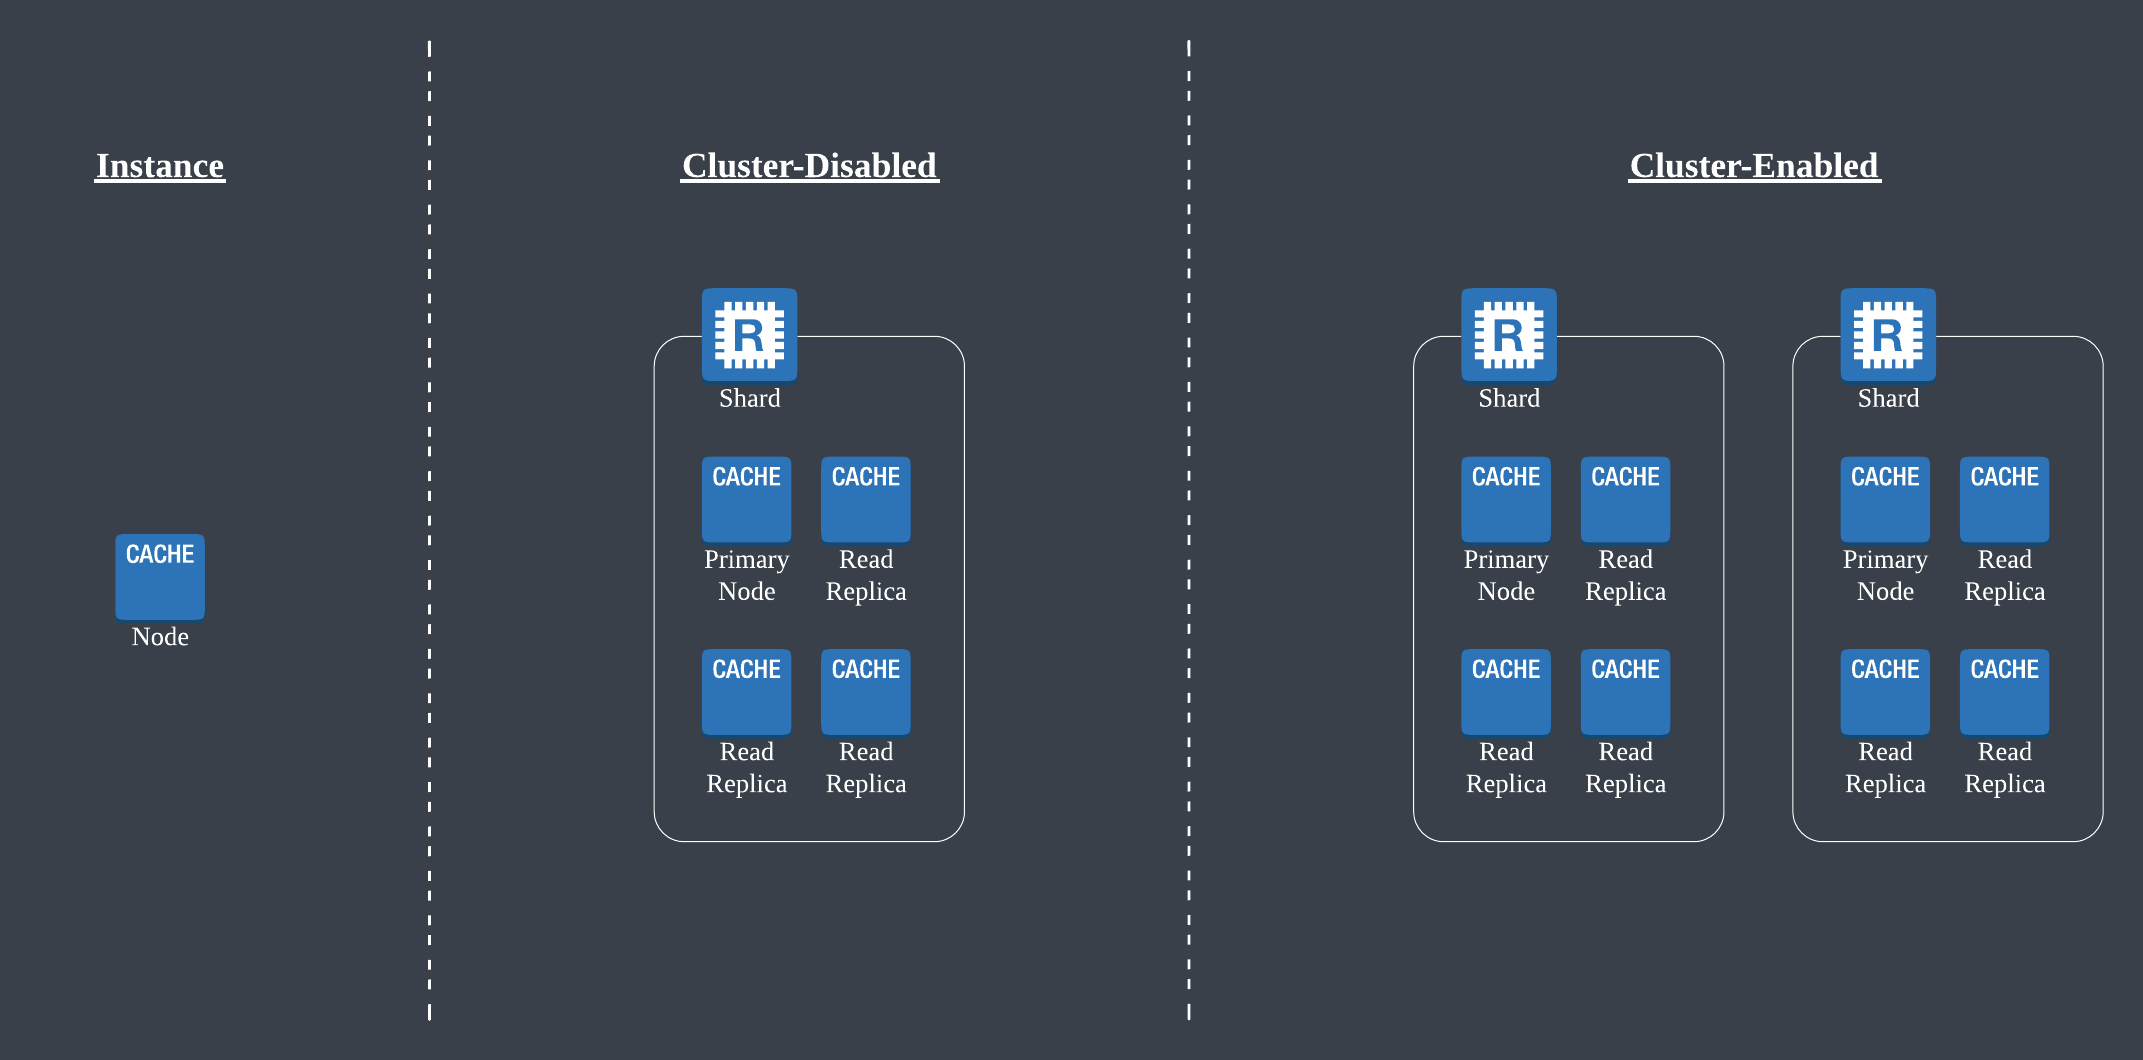 Instance
CACHE
Node
Cluster-Disabled
R
Shard
CACHE CACHE
Primary Read
Node Replica
CACHE CACHE
Read Read
Replica Replica
Cluster-Enabled
R
Shard
CACHE CACHE
Primary Read
Node Replica
CACHE CACHE
Read Read
Replica Replica
R
Shard
CACHE CACHE
Primary Read
Node Replica
CACHE CACHE
Read Read
Replica Replica